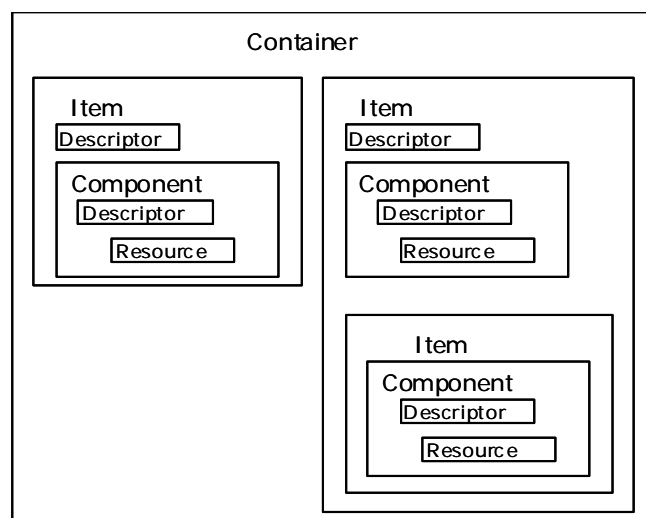 Container
Item
Descriptor
Component
Descriptor
Resource
Item
Descriptor
Component
Descriptor
Resource
Item
Component
Descriptor
Resource